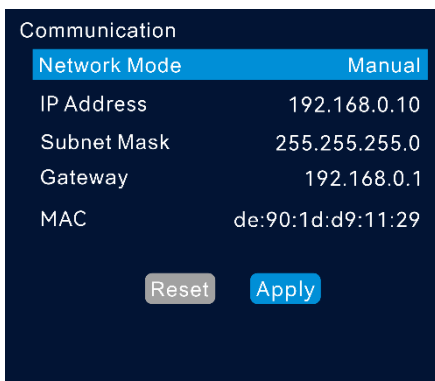 Communication
Network Mode Manual
IP Address 192.168.0.10
Subnet Mask 255.255.255.0
Gateway 192.168.0.1
MAC de:90:1d:d9:11:29
Reset Apply